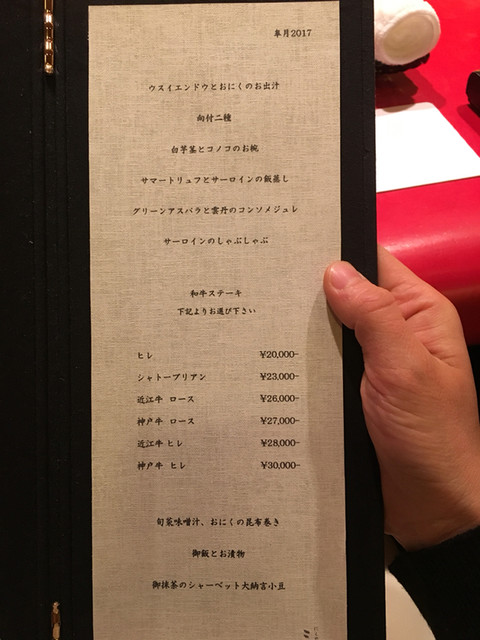 皐月2017
ウスイエンドウとおにくのお出汁
向付二種
白芋茎とコノコのお椀
サマートリュフとサーロインの飯蒸し
グリーンアスパラと雲丹のコンソメジュレ
サーロインのしゃぶしゃぶ
和牛ステーキ
下記よりお選び下さい
ヒレ ¥20,000-
シャトーブリアン ¥23,000-
近江牛 ロース ¥26,000-
神戸牛 ロース ¥27,000-
近江牛 ヒレ ¥28,000-
神戸牛 ヒレ ¥30,000-
旬菜味噌汁、おにくの昆布巻き
御飯とお漬物
御抹茶のシャーベット大納言小豆